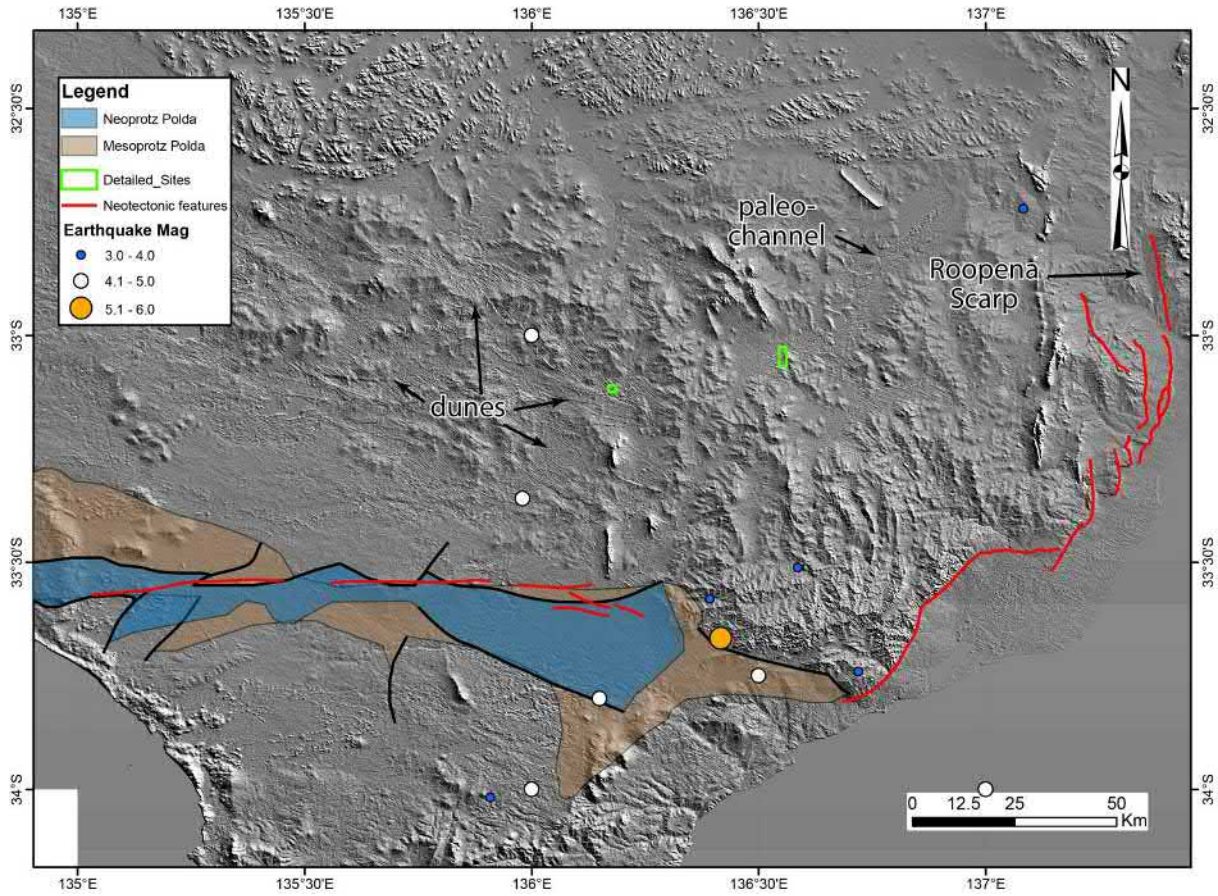 135°E
135°30'E
136°E
136°30'E
137°E
32°30'S
33°S
33°30'S
34°S
Legend
Neoprotz Polda
Mesoprotz Polda
Detailed_Sites
Neotectonic features
Earthquake Mag
3.0 - 4.0
4.1 - 5.0
5.1 - 6.0
N
32°30'S
paleo-
channel
Roopena
Scarp
33°S
dunes
33°30'S
34°S
0 12.5 25 50
Km
135°E
135°30'E
136°E
136°30'E
137°E